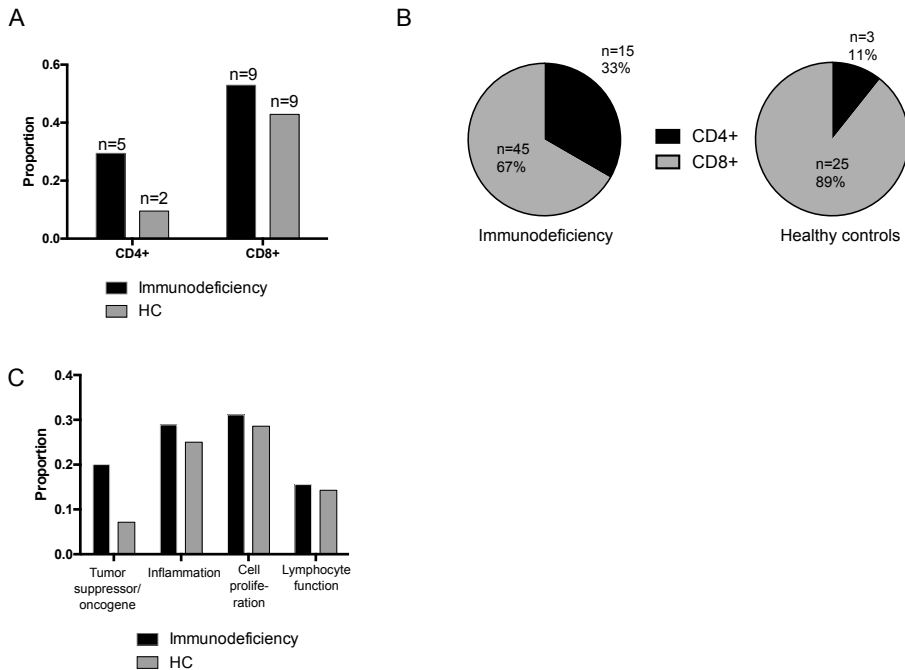 A
Proportion
0.6
0.4
0.2
0.0
n=5
n=2
n=9
n=9
CD4+
CD8+
Immunodeficiency
HC
B
n=15
33%
n=45
67%
Immunodeficiency
CD4+
CD8+
n=3
11%
n=25
89%
Healthy controls
C
Proportion
0.4
0.3
0.2
0.1
0.0
Tumor
suppressor/
oncogene
Inflammation
Cell
prolife-
ration
Lymphocyte
function
Immunodeficiency
HC